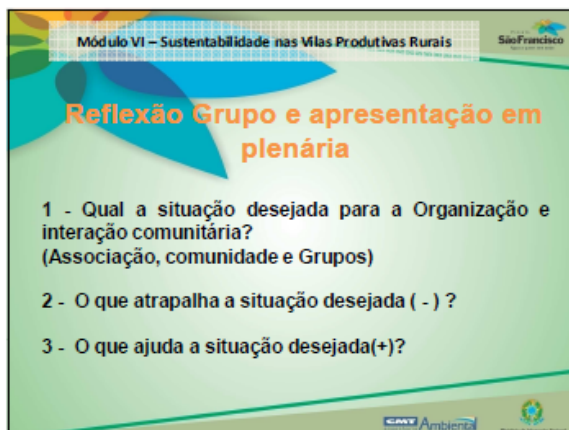 Módulo VI – Sustentabilidade nas Vilas Produtivas Rurais
São Francisco
Reflexão Grupo e apresentação em
plenária
1 - Qual a situação desejada para a Organização e
interação comunitária?
(Associação, comunidade e Grupos)
2 - O que atrapalha a situação desejada ( - ) ?
3 - O que ajuda a situação desejada(+)?
CMT Ambiental